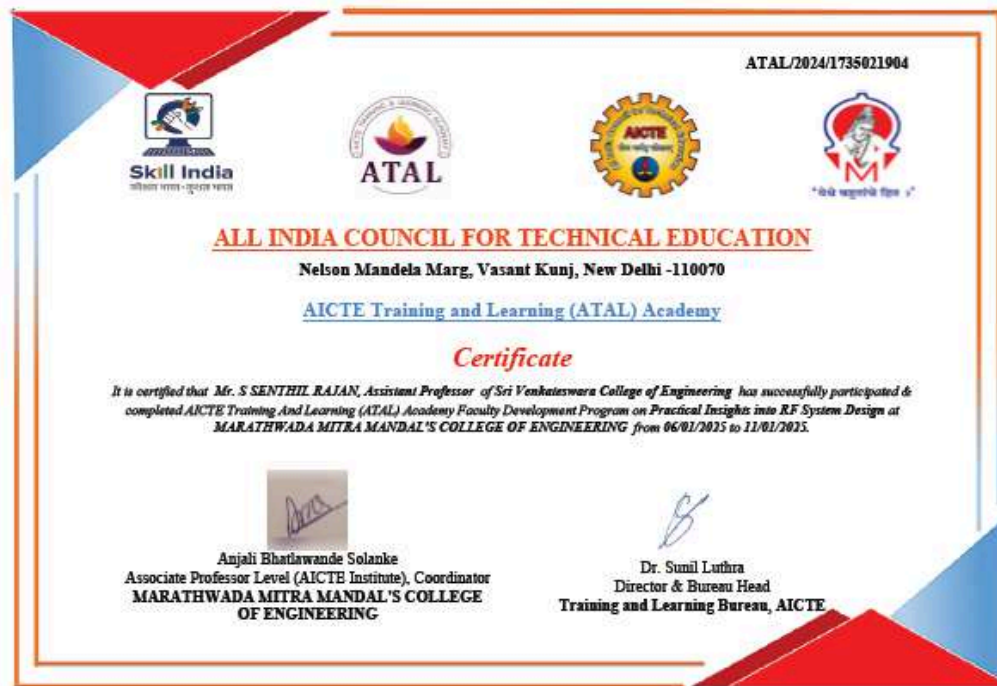 ATAL/2024/1735021904
Skill India
कौशल भारत - कुशल भारत
ATAL
AICTE
ALL INDIA COUNCIL FOR TECHNICAL EDUCATION
Nelson Mandela Marg, Vasant Kunj, New Delhi -110070
AICTE Training and Learning (ATAL) Academy
Certificate
It is certified that Mr. S SENTHIL RAJAN, Assistant Professor of Sri Venkateswara College of Engineering has successfully participated &
completed AICTE Training And Learning (ATAL) Academy Faculty Development Program on Practical Insights into RF System Design at
MARATHWADA MITRA MANDAL'S COLLEGE OF ENGINEERING from 06/01/2025 to 11/01/2025.
Anjali Bhatlawande Solanke
Associate Professor Level (AICTE Institute), Coordinator
MARATHWADA MITRA MANDAL'S COLLEGE
OF ENGINEERING
Dr. Sunil Luthra
Director & Bureau Head
Training and Learning Bureau, AICTE